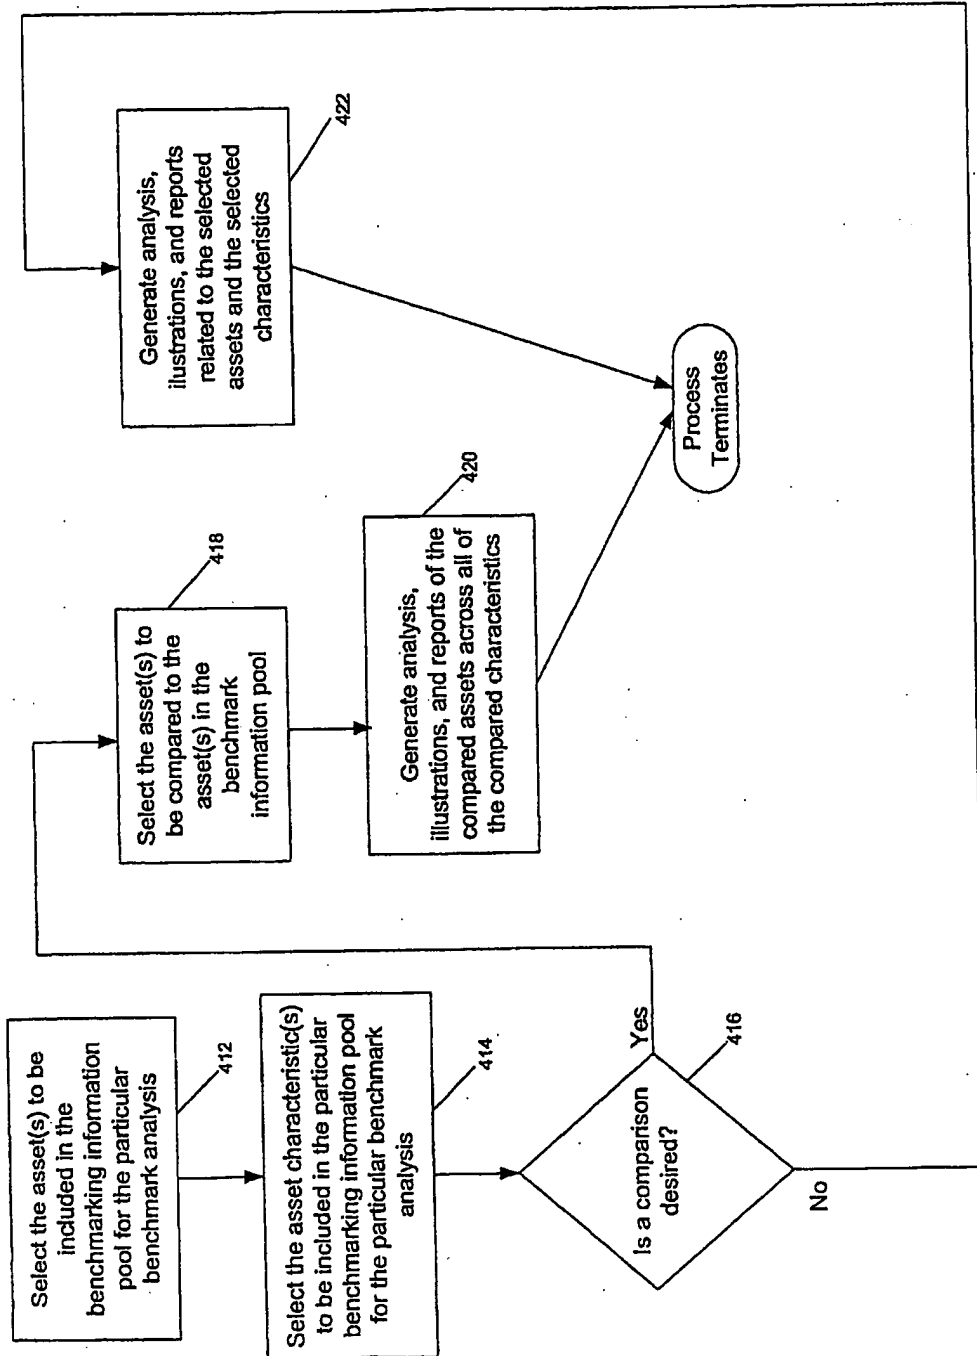 Select the asset(s) to be
included in the
benchmarking information
pool for the particular
benchmark analysis
412
Select the asset characteristic(s)
to be included in the particular
benchmarking information pool
for the particular benchmark
analysis
414
Is a comparison
desired?
416
Yes
No
Select the asset(s) to
be compared to the
asset(s) in the
benchmark
information pool
418
Generate analysis,
illustrations, and reports of the
compared assets across all of
the compared characteristics
420
Generate analysis,
ilustrations, and reports
related to the selected
assets and the selected
characteristics
422
Process
Terminates